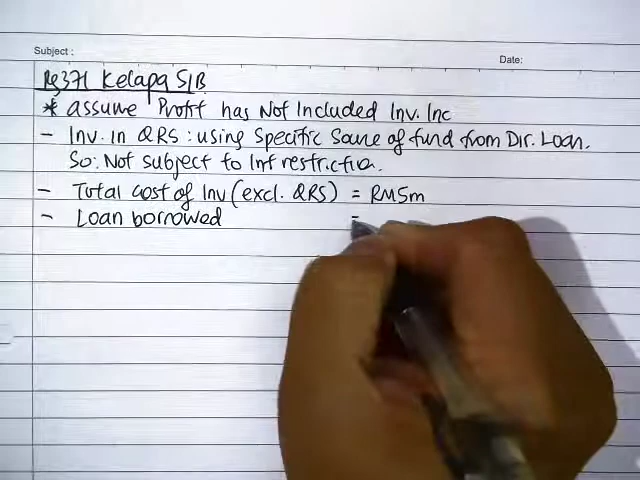 Subject :
Date:
Pg371 Kelapa S/B
* Assume Profit has Not Included Inv. Inc
- Inv. in QRS : using Specific Source of fund from Dir. Loan.
So: Not subject to Int restriction.
- Total cost of Inv (excl. QRS) = RM5m
- Loan borrowed =